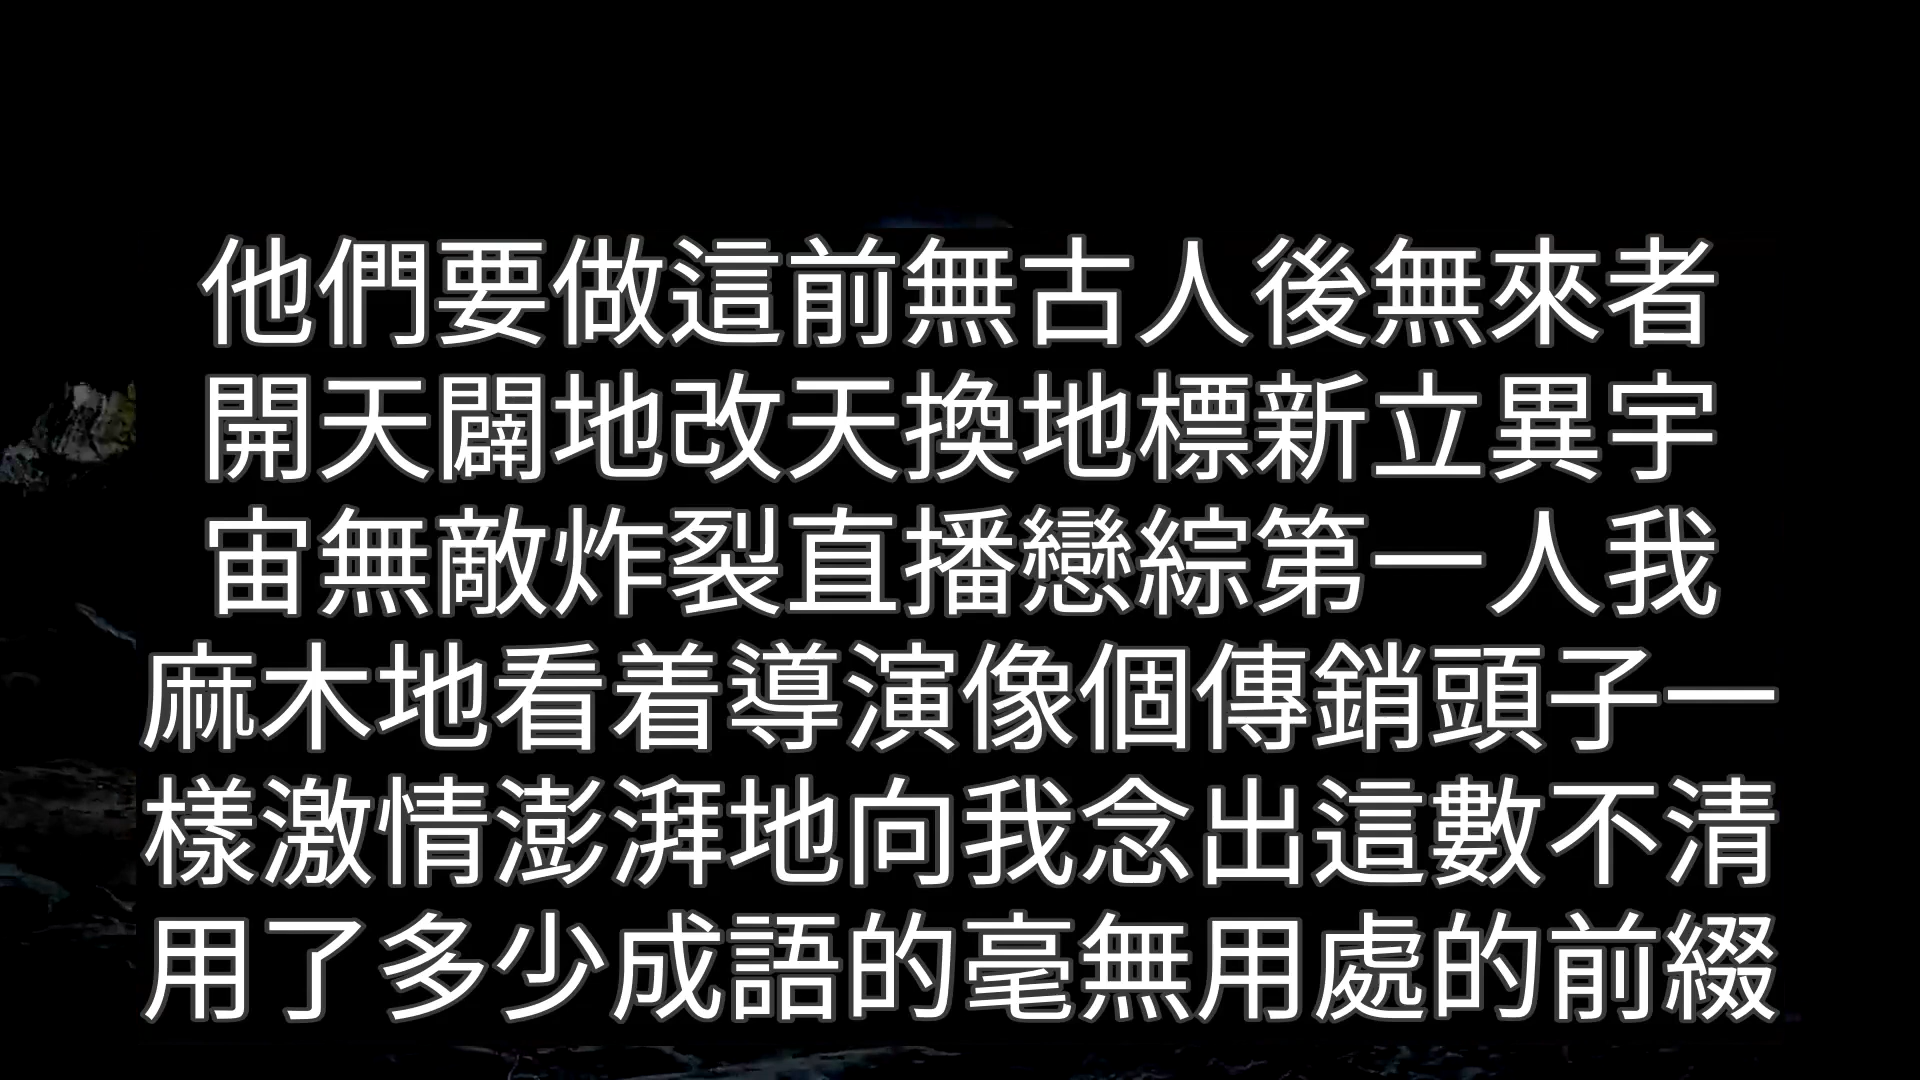 他們要做這前無古人後無來者
開天闢地改天換地標新立異宇
宙無敵炸裂直播戀綜第一人我
麻木地看着導演像個傳銷頭子一
樣激情澎湃地向我念出這數不清
用了多少成語的毫無用處的前綴